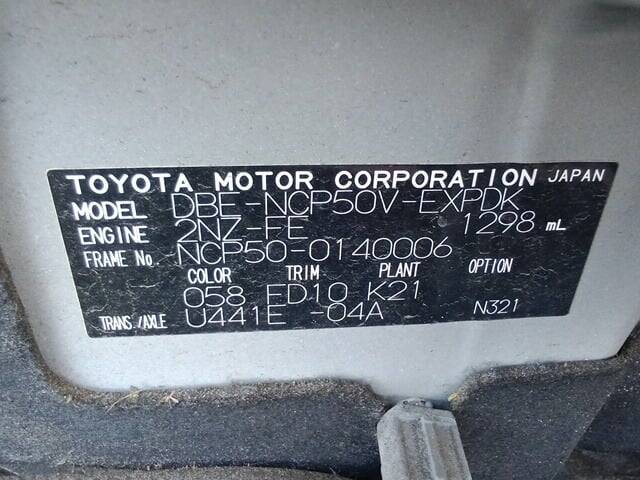 TOYOTA MOTOR CORPORATION JAPAN
MODEL DBE-NCP50V-EXPDK
ENGINE 2NZ-FE 1298 mL
FRAME No. NCP50-0140006
COLOR TRIM PLANT OPTION
058 FD10 K21
TRANS./AXLE U441E -04A N321